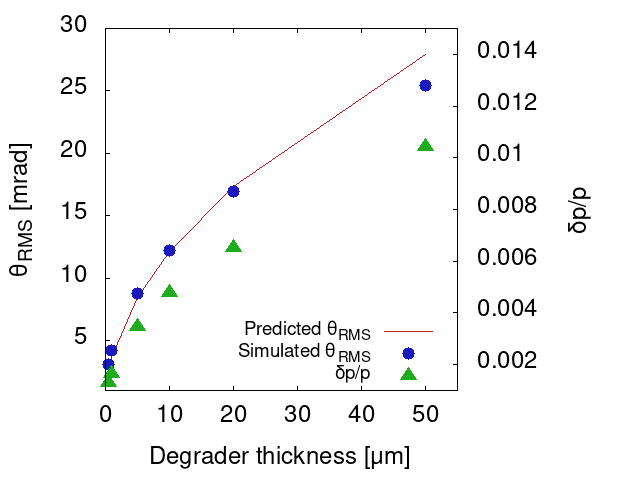 30
25
20
15
10
5
θRMS [mrad]
0.014
0.012
0.01
0.008
0.006
0.004
0.002
δp/p
Predicted θRMS
Simulated θRMS
δp/p
0 10 20 30 40 50
Degrader thickness [μm]